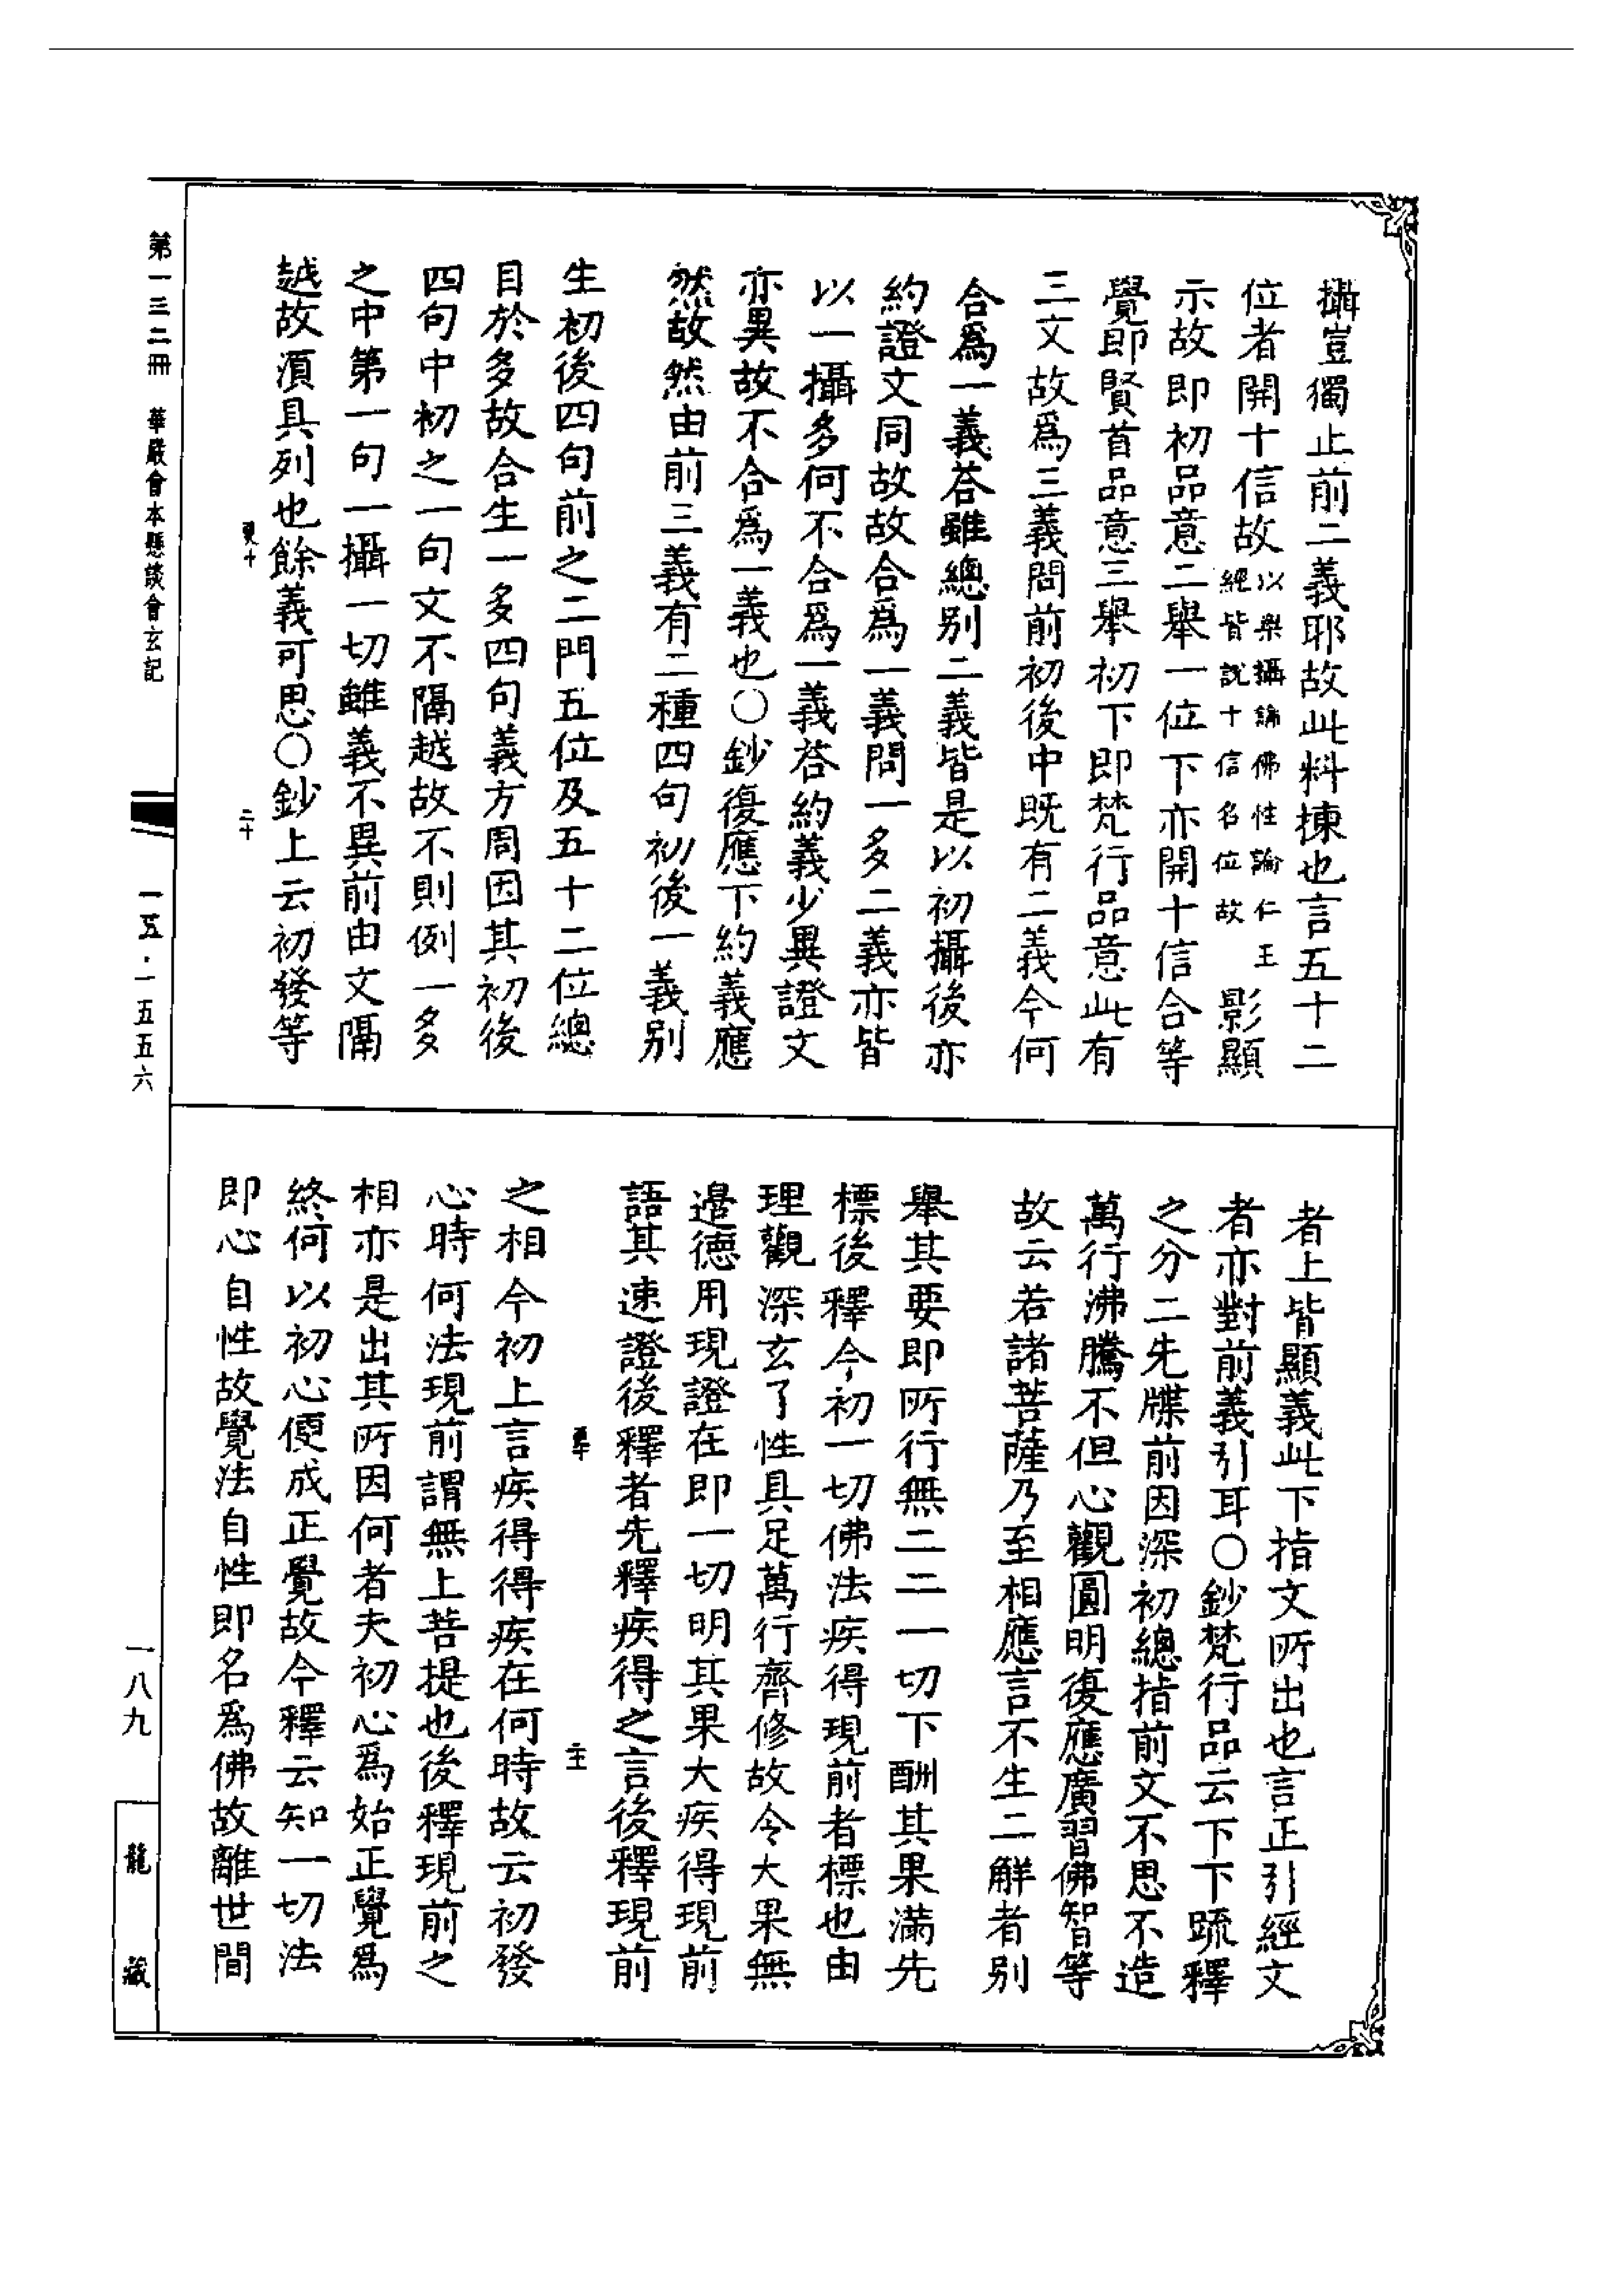 攝豈獨止前二義耶故此料揀也言五十二
位者開十信故以梁攝論佛性論仁王經皆說十信名位故影顯
示故即初品意二舉一位下亦開十信合等
覺即賢首品意三舉初下即梵行品意此有
三文故爲三義問前初後中既有二義今何
合爲一義荅雖總別二義皆是以初攝後亦
約證文同故故合爲一義問一多二義亦皆
以一攝多何不合爲一義荅約義少異證文
亦異故不合爲一義也○鈔復應下約義應
然故然由前三義有二種四句初後一義別
生初後四句前之二門五位及五十二位總
目於多故合生一多四句義方周因其初後
四句中初之一句文不隔越故不則例一多
之中第一句一攝一切雖義不異前由文隔
越故湏具列也餘義可思○鈔上云初發等
者上皆顯義此下指文所出也言正引經文
者亦對前義引耳○鈔梵行品云下下疏釋
之分二先牒前因深初總指前文不思不造
萬行沸騰不但心觀圓明復應廣習佛智等
故云若諸菩薩乃至相應言不生二解者別
舉其要即所行無二二一切下酬其果滿先
標後釋今初一切佛法疾得現前者標也由
理觀深玄了性具足萬行齊修故令大果無
邊德用現證在即一切明其果大疾得現前
語其速證後釋者先釋疾得之言後釋現前
之相今初上言疾得得疾在何時故云初發
心時何法現前謂無上菩提也後釋現前之
相亦是出其所因何者夫初心爲始正覺爲
終何以初心便成正覺故今釋云知一切法
即心自性故覺法自性即名爲佛故離世間
第一三二冊　華嚴會本懸談會玄記
一五·一五五六
一八九
龍藏
二十